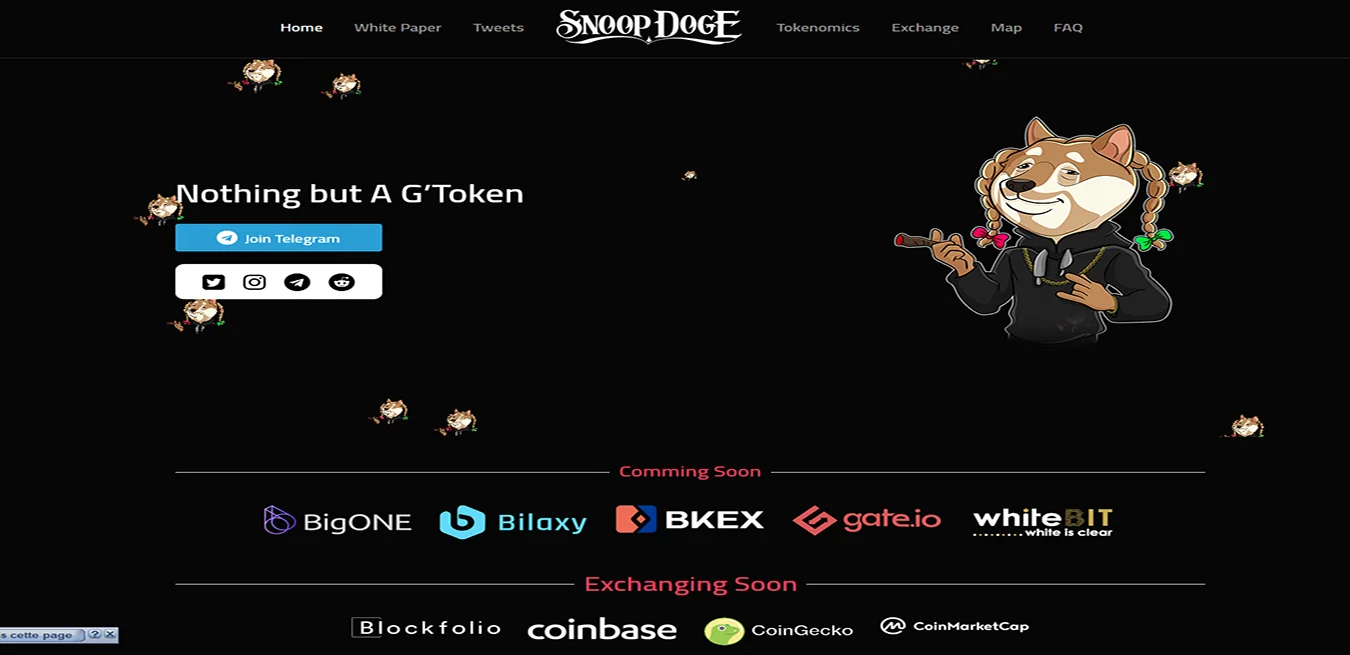 Home White Paper Tweets SNOOP DOGE Tokenomics Exchange Map FAQ
Nothing but A G'Token
Join Telegram
Comming Soon
BigONE Bilaxy BKEX gate.io whiteBIT
white is clear
Exchanging Soon
Blockfolio coinbase CoinGecko CoinMarketCap
s cette page ? X